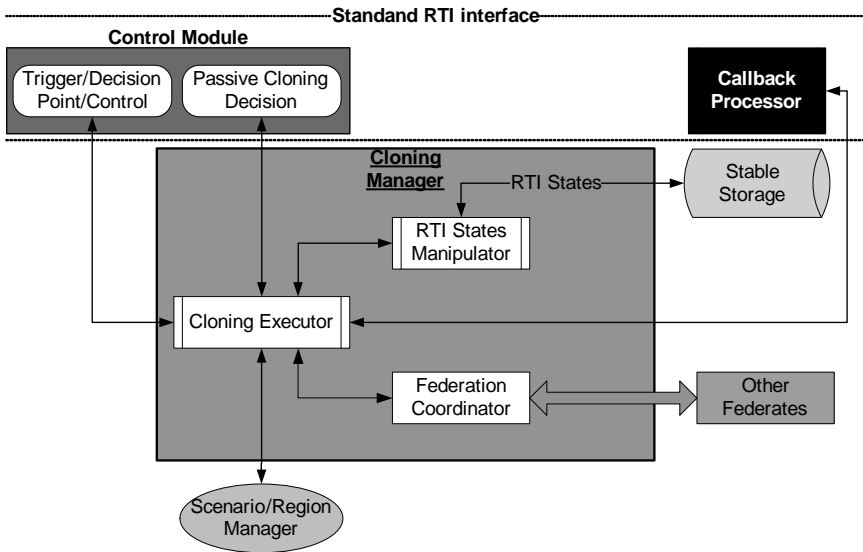 Standand RTI interface
Control Module
Trigger/Decision
Point/Control
Passive Cloning
Decision
Callback
Processor
Cloning
Manager
RTI States
Stable
Storage
RTI States
Manipulator
Cloning Executor
Federation
Coordinator
Other
Federates
Scenario/Region
Manager